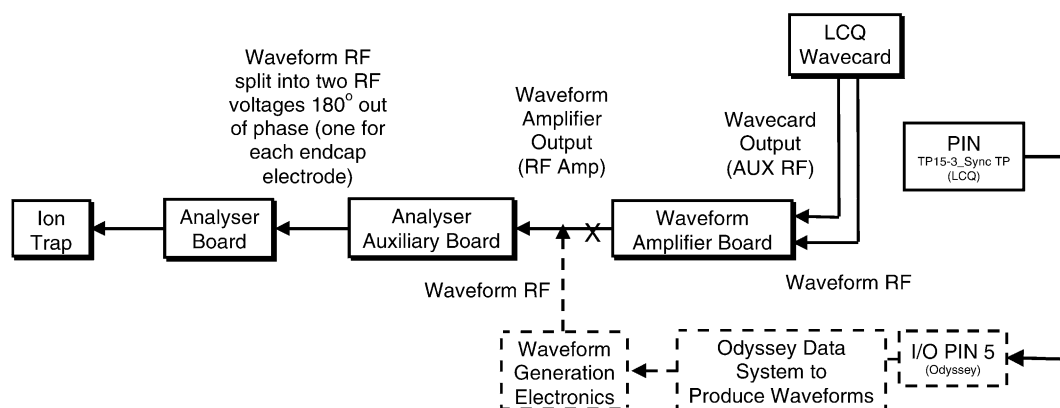 Waveform RF
split into two RF
voltages 180° out
of phase (one for
each endcap
electrode)
Waveform
Amplifier
Output
(RF Amp)
LCQ
Wavecard
Wavecard
Output
(AUX RF)
PIN
TP15-3_Sync TP
(LCQ)
Ion
Trap
Analyser
Board
Analyser
Auxiliary Board
X
Waveform
Amplifier Board
Waveform RF
Waveform RF
Waveform
Generation
Electronics
Odyssey Data
System to
Produce Waveforms
I/O PIN 5
(Odyssey)